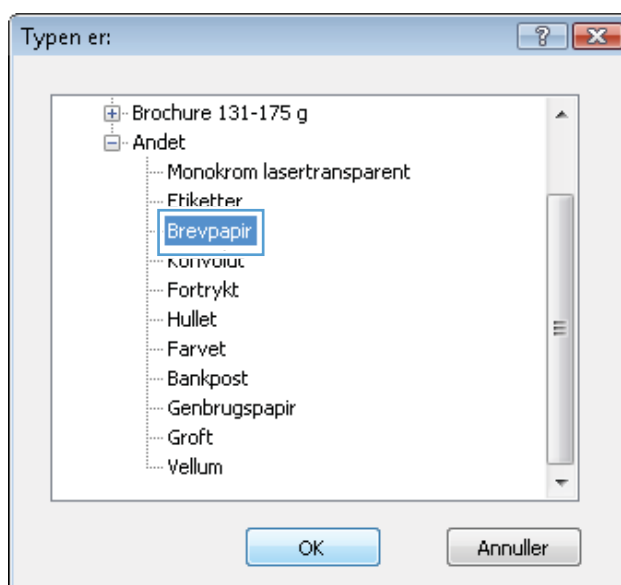 Typen er:
Brochure 131-175 g
Andet
Monokrom lasertransparent
Etiketter
Brevpapir
Konvolut
Fortrykt
Hullet
Farvet
Bankpost
Genbrugspapir
Groft
Vellum
OK
Annuller